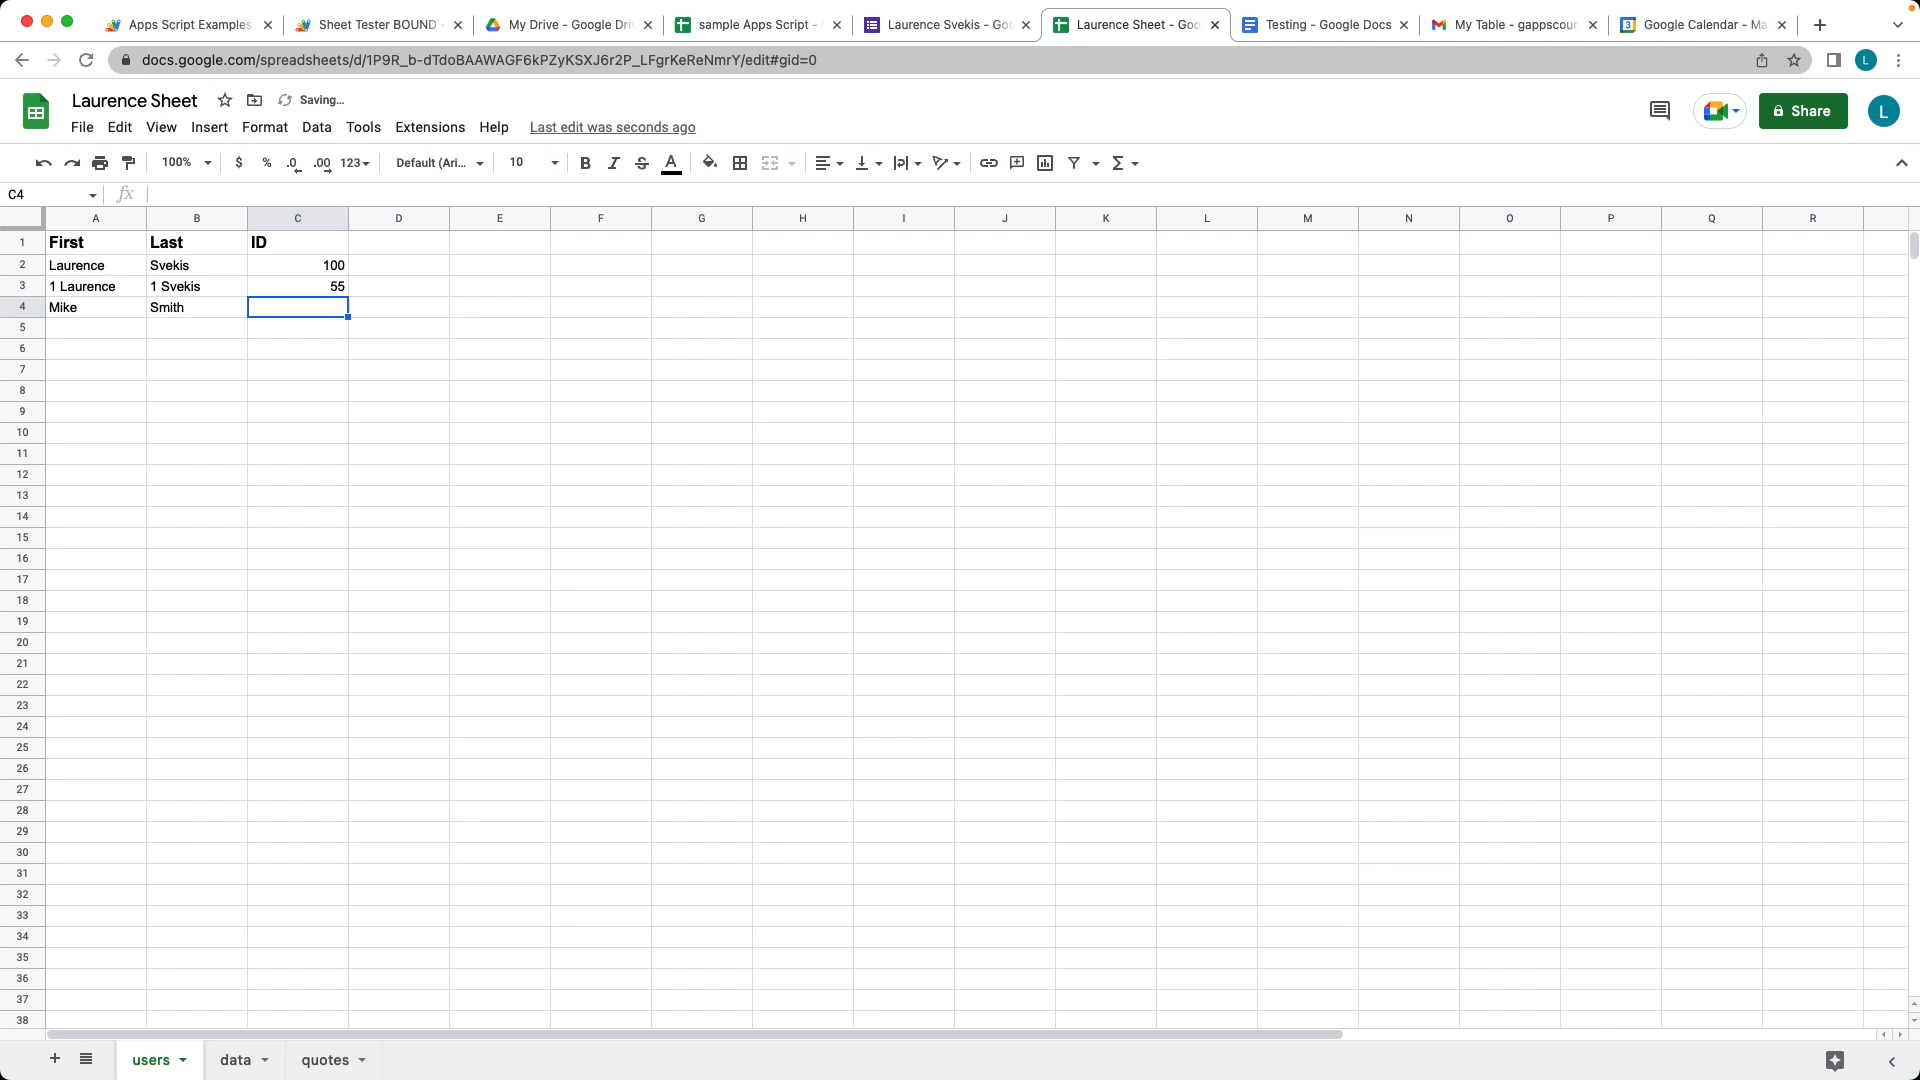 Apps Script Examples
Sheet Tester BOUND -
My Drive - Google Dri
sample Apps Script -
Laurence Svekis - Goo
Laurence Sheet - Goo
Testing - Google Docs
My Table - gappscour
Google Calendar - Ma
docs.google.com/spreadsheets/d/1P9R_b-dTdoBAAWAGF6kPZyKSXJ6r2P_LFgrKeReNmrY/edit#gid=0
L
Laurence Sheet
Saving...
File Edit View Insert Format Data Tools Extensions Help Last edit was seconds ago
Share
L
100% $ % .0 .00 123 Default (Ari... 10 B I S A Σ
C4 fx
A B C D E F G H I J K L M N O P Q R
1 First Last ID
2 Laurence Svekis 100
3 1 Laurence 1 Svekis 55
4 Mike Smith
5
6
7
8
9
10
11
12
13
14
15
16
17
18
19
20
21
22
23
24
25
26
27
28
29
30
31
32
33
34
35
36
37
38
users data quotes